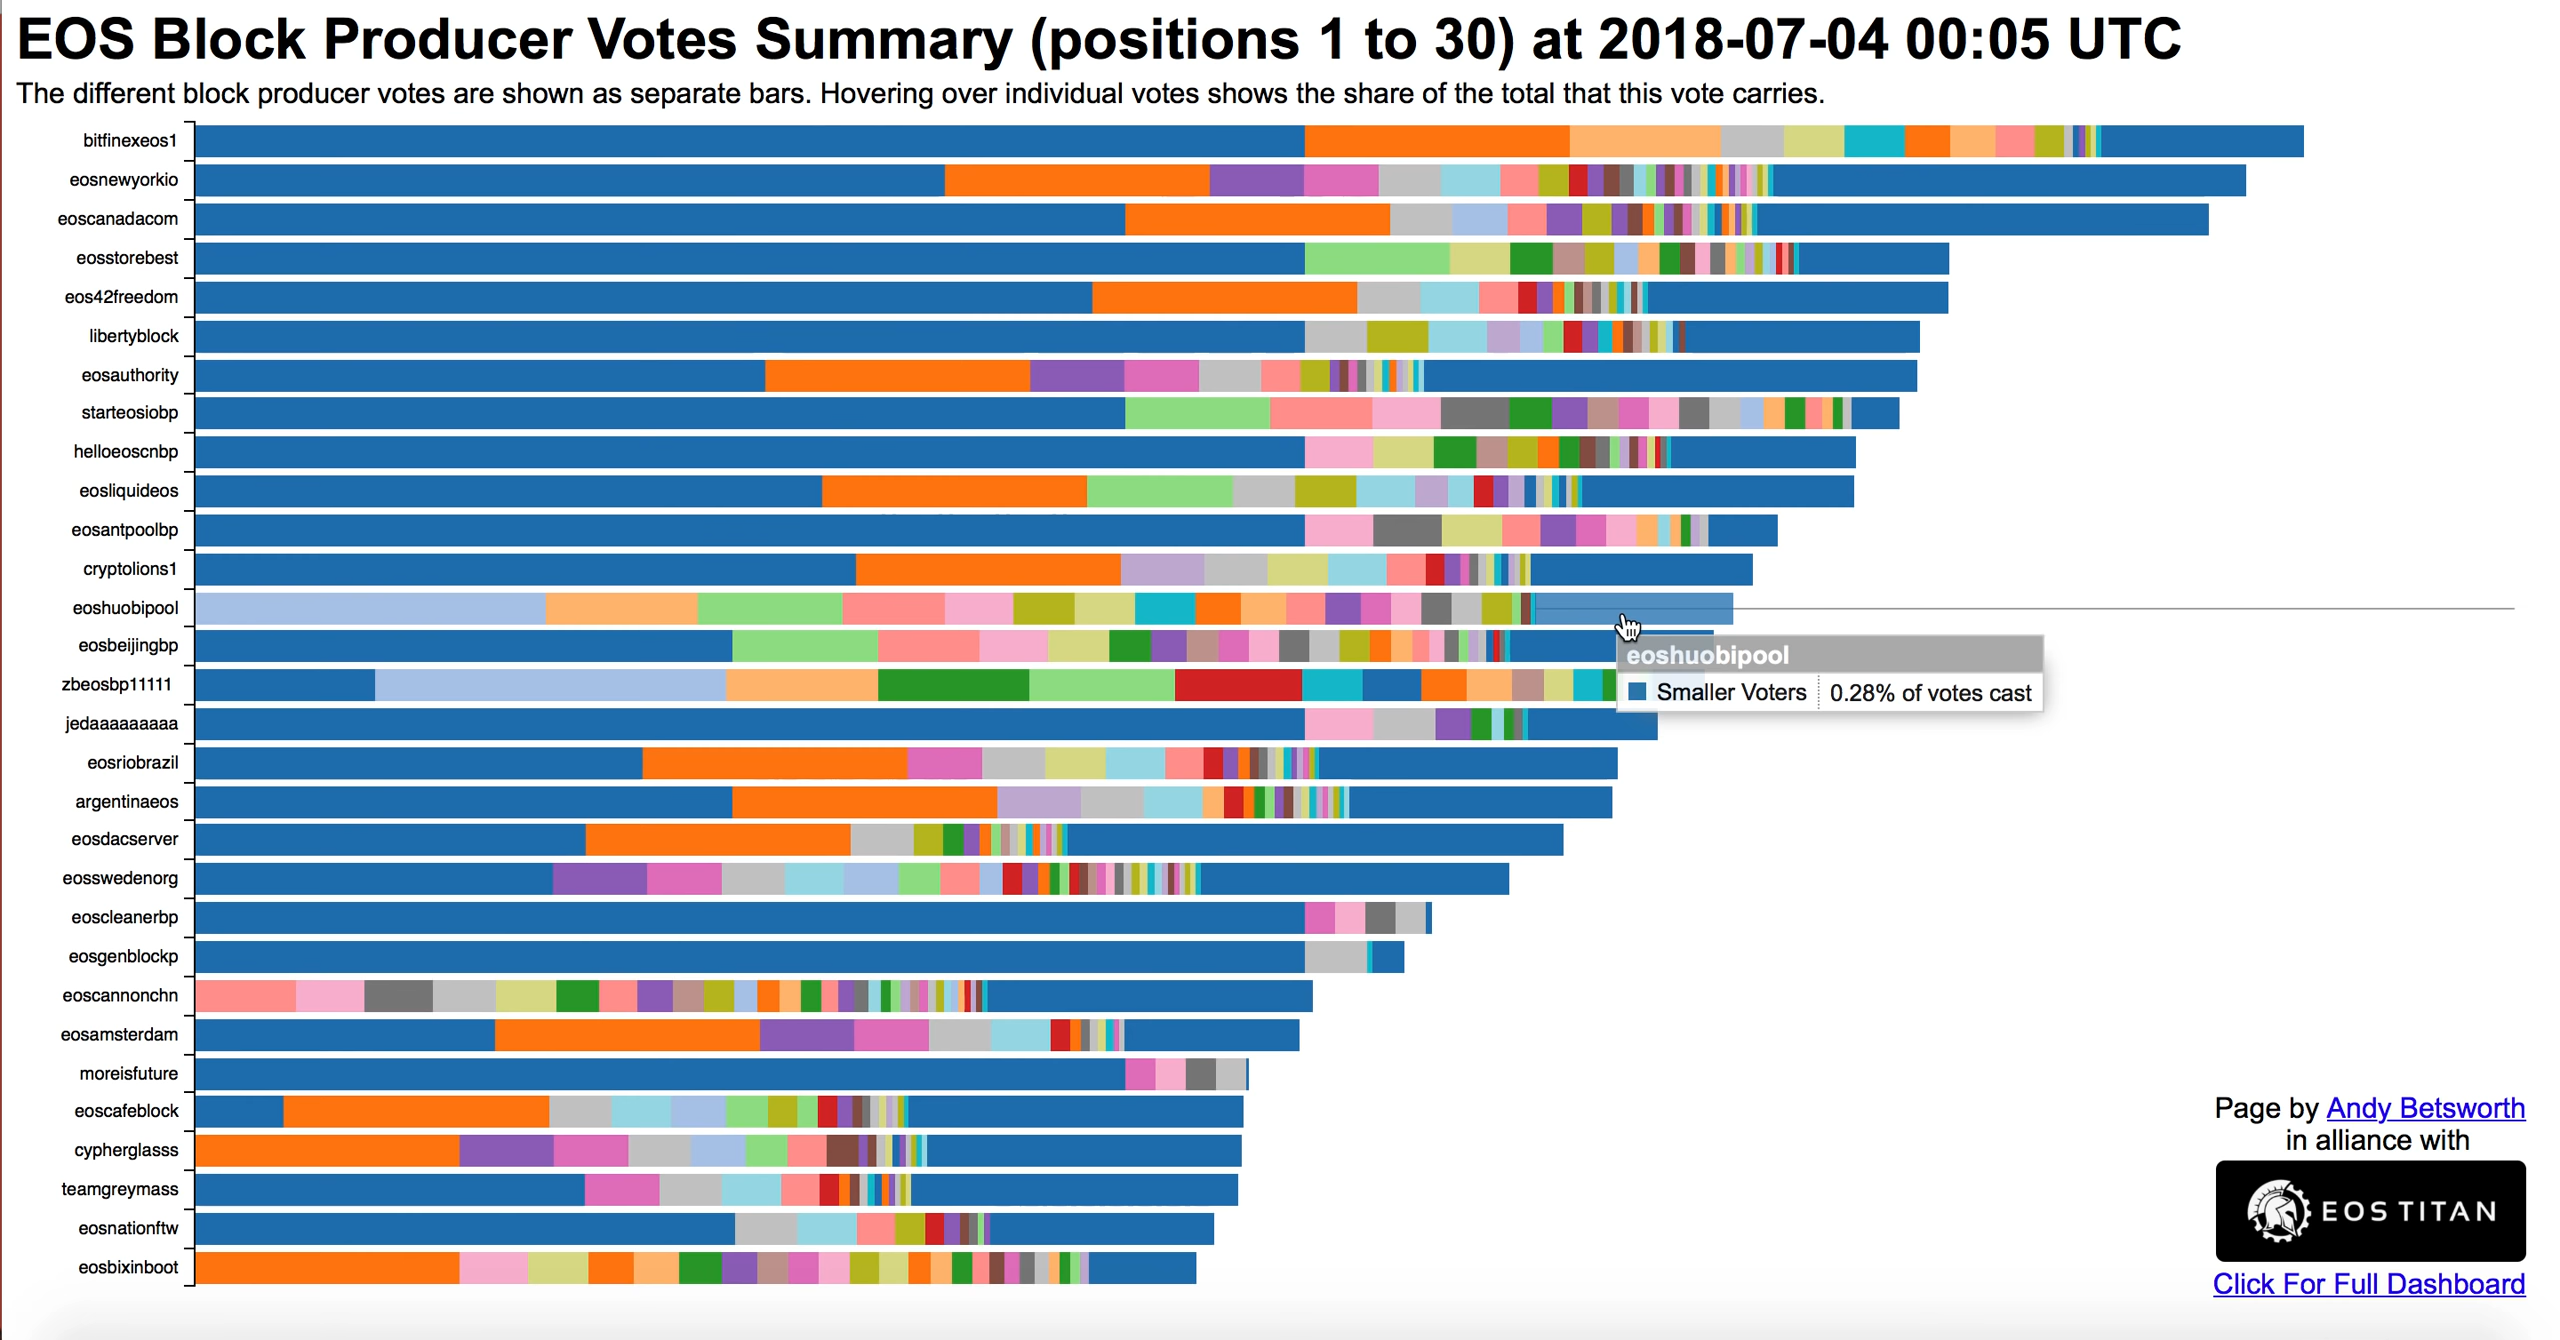 EOS Block Producer Votes Summary (positions 1 to 30) at 2018-07-04 00:05 UTC
The different block producer votes are shown as separate bars. Hovering over individual votes shows the share of the total that this vote carries.
bitfinexeos1
eosnewyorkio
eoscanadacom
eosstorebest
eos42freedom
libertyblock
eosauthority
starteosiobp
helloeoscnbp
eosliquideos
eosantpoolbp
cryptolions1
eoshuobipool
eosbeijingbp
eoshuobipool
zbeosbp11111
Smaller Voters 0.28% of votes cast
jedaaaaaaaaa
eosriobrazil
argentinaeos
eosdacserver
eosswedenorg
eoscleanerbp
eosgenblockp
eoscannonchn
eosamsterdam
moreisfuture
eoscafeblock
cypherglasss
teamgreymass
eosnationftw
eosbixinboot
Page by Andy Betsworth
in alliance with
EOS TITAN
Click For Full Dashboard